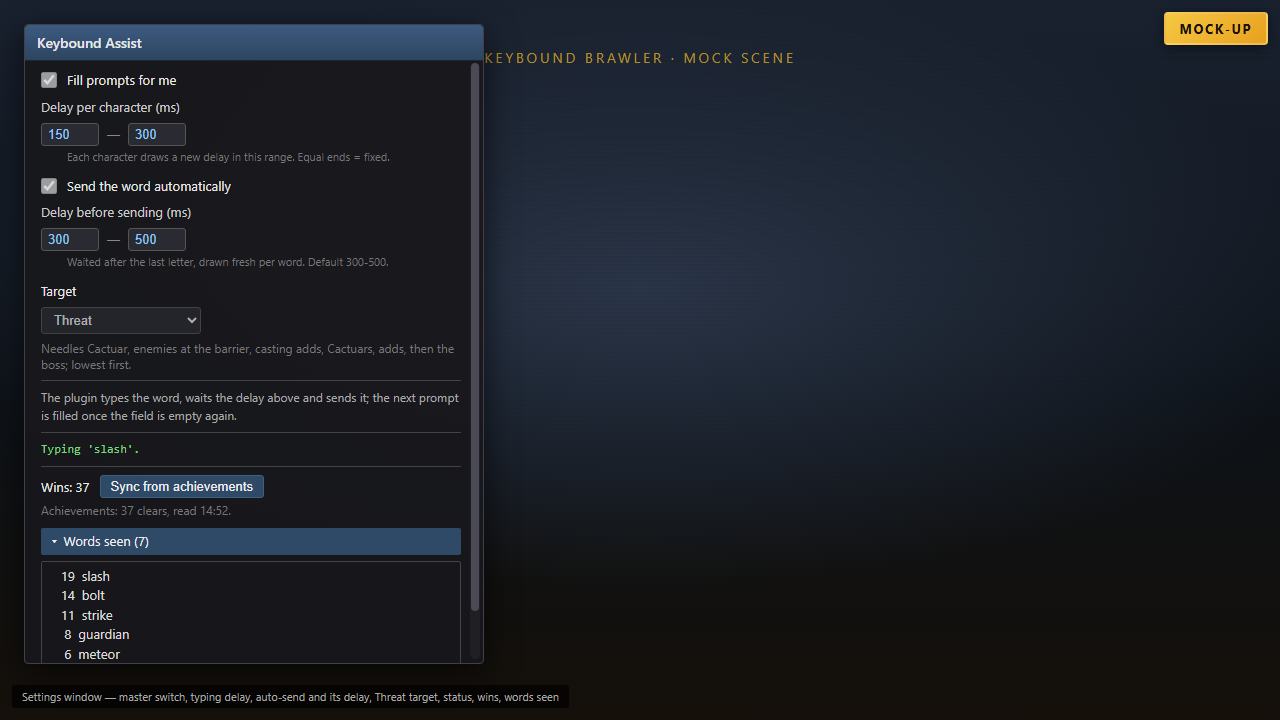 Keybound Assist
MOCK-UP
KEYBOUND BRAWLER · MOCK SCENE
Fill prompts for me
Delay per character (ms)
150 — 300
Each character draws a new delay in this range. Equal ends = fixed.
Send the word automatically
Delay before sending (ms)
300 — 500
Waited after the last letter, drawn fresh per word. Default 300-500.
Target
Threat
Needles Cactuar, enemies at the barrier, casting adds, Cactuars, adds, then the
boss; lowest first.
The plugin types the word, waits the delay above and sends it; the next prompt
is filled once the field is empty again.
Typing 'slash'.
Wins: 37 Sync from achievements
Achievements: 37 clears, read 14:52.
Words seen (7)
19 slash
14 bolt
11 strike
8 guardian
6 meteor
Settings window — master switch, typing delay, auto-send and its delay, Threat target, status, wins, words seen